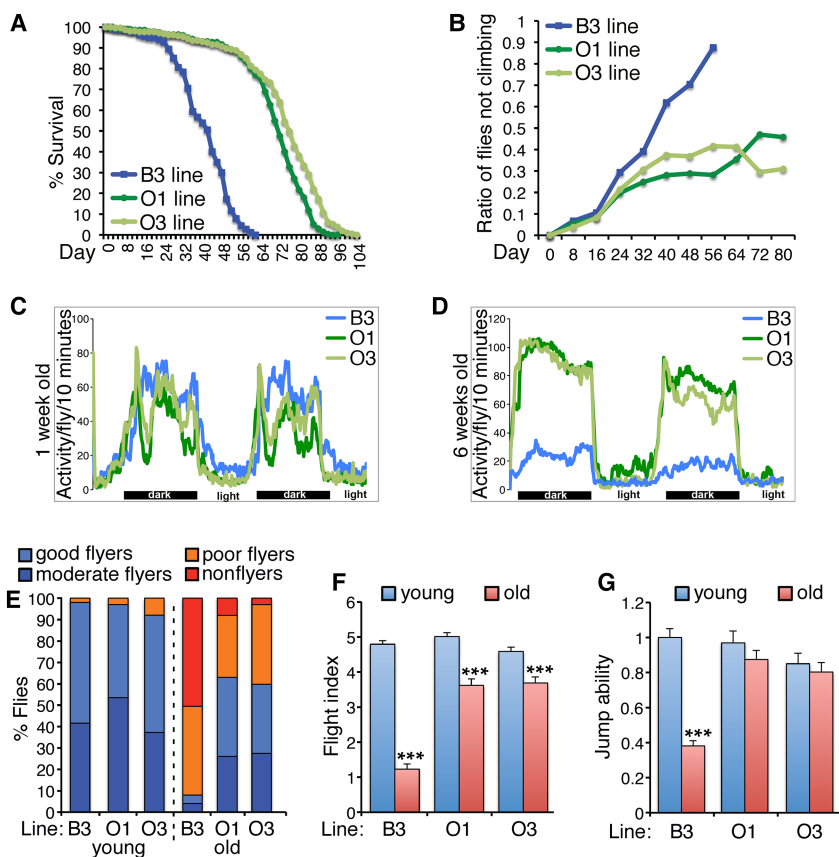 A
% Survival
100
90
80
70
60
50
40
30
20
10
0
B3 line
O1 line
O3 line
Day
0 8 16 24 32 40 48 56 64 72 80 88 96 104
B
Ratio of flies not climbing
1
0.9
0.8
0.7
0.6
0.5
0.4
0.3
0.2
0.1
0
B3 line
O1 line
O3 line
Day
0 8 16 24 32 40 48 56 64 72 80
C
1 week old
Activity/fly/10 minutes
100
80
60
40
20
0
B3
O1
O3
dark light dark light
D
6 weeks old
Activity/fly/10 minutes
120
100
80
60
40
20
0
B3
O1
O3
dark light dark light
good flyers poor flyers
moderate flyers nonflyers
E
% Flies
100
90
80
70
60
50
40
30
20
10
0
Line: B3 O1 O3 B3 O1 O3
young old
F
young old
Flight index
6
5
4
3
2
1
0
***
***
***
Line: B3 O1 O3
G
young old
Jump ability
1.2
1
0.8
0.6
0.4
0.2
0
***
Line: B3 O1 O3